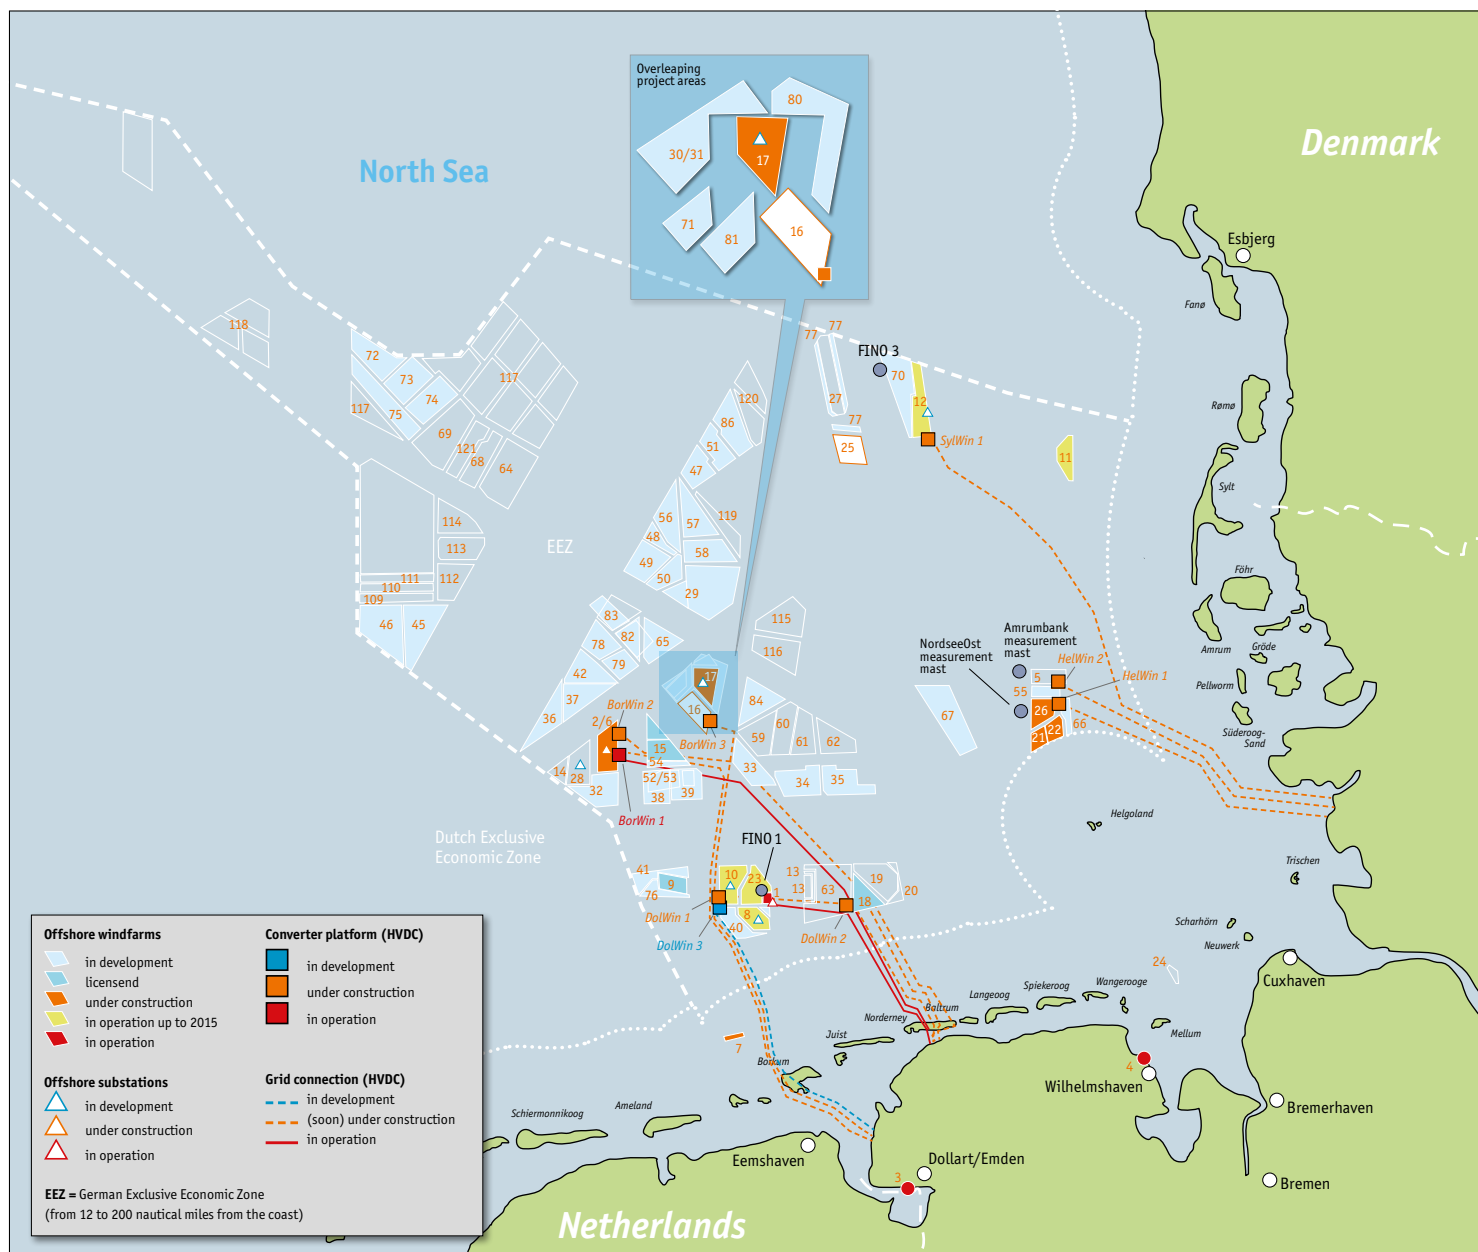 Overleaping
project areas
80
30/31
17
71
81
16
North Sea
Denmark
Esbjerg
Fanø
118
72
73
74
75
117
117
69
121
68
64
77
77
FINO 3
70
27
12
77
25
SylWin 1
11
Rømø
Sylt
120
86
51
47
56
57
119
48
58
49
50
29
EEZ
114
113
111
112
110
109
46
45
Föhr
Amrum
Gröde
Pellworm
Süderoog-
Sand
83
78
82
65
79
42
37
36
115
116
17
16
84
NordseeOst
measurement
mast
Amrumbank
measurement
mast
HelWin 2
HelWin 1
5
55
26
66
21
22
67
BorWin 2
2/6
BorWin 3
15
54
14
28
32
52/53
38
39
BorWin 1
59
60
61
62
33
34
35
Helgoland
Trischen
Scharhörn
Neuwerk
Cuxhaven
Dutch Exclusive
Economic Zone
FINO 1
41
9
76
10
23
1
8
40
13
13
63
19
20
18
DolWin 1
DolWin 3
DolWin 2
24
Wangerooge
Spiekeroog
Langeoog
Baltrum
Norderney
Juist
Borkum
Mellum
7
4
Wilhelmshaven
Bremerhaven
Bremen
Schiermonnikoog
Ameland
Eemshaven
Dollart/Emden
3
Netherlands
Offshore windfarms
in development
licensend
under construction
in operation up to 2015
in operation
Offshore substations
in development
under construction
in operation
Converter platform (HVDC)
in development
under construction
in operation
Grid connection (HVDC)
in development
(soon) under construction
in operation
EEZ = German Exclusive Economic Zone
(from 12 to 200 nautical miles from the coast)